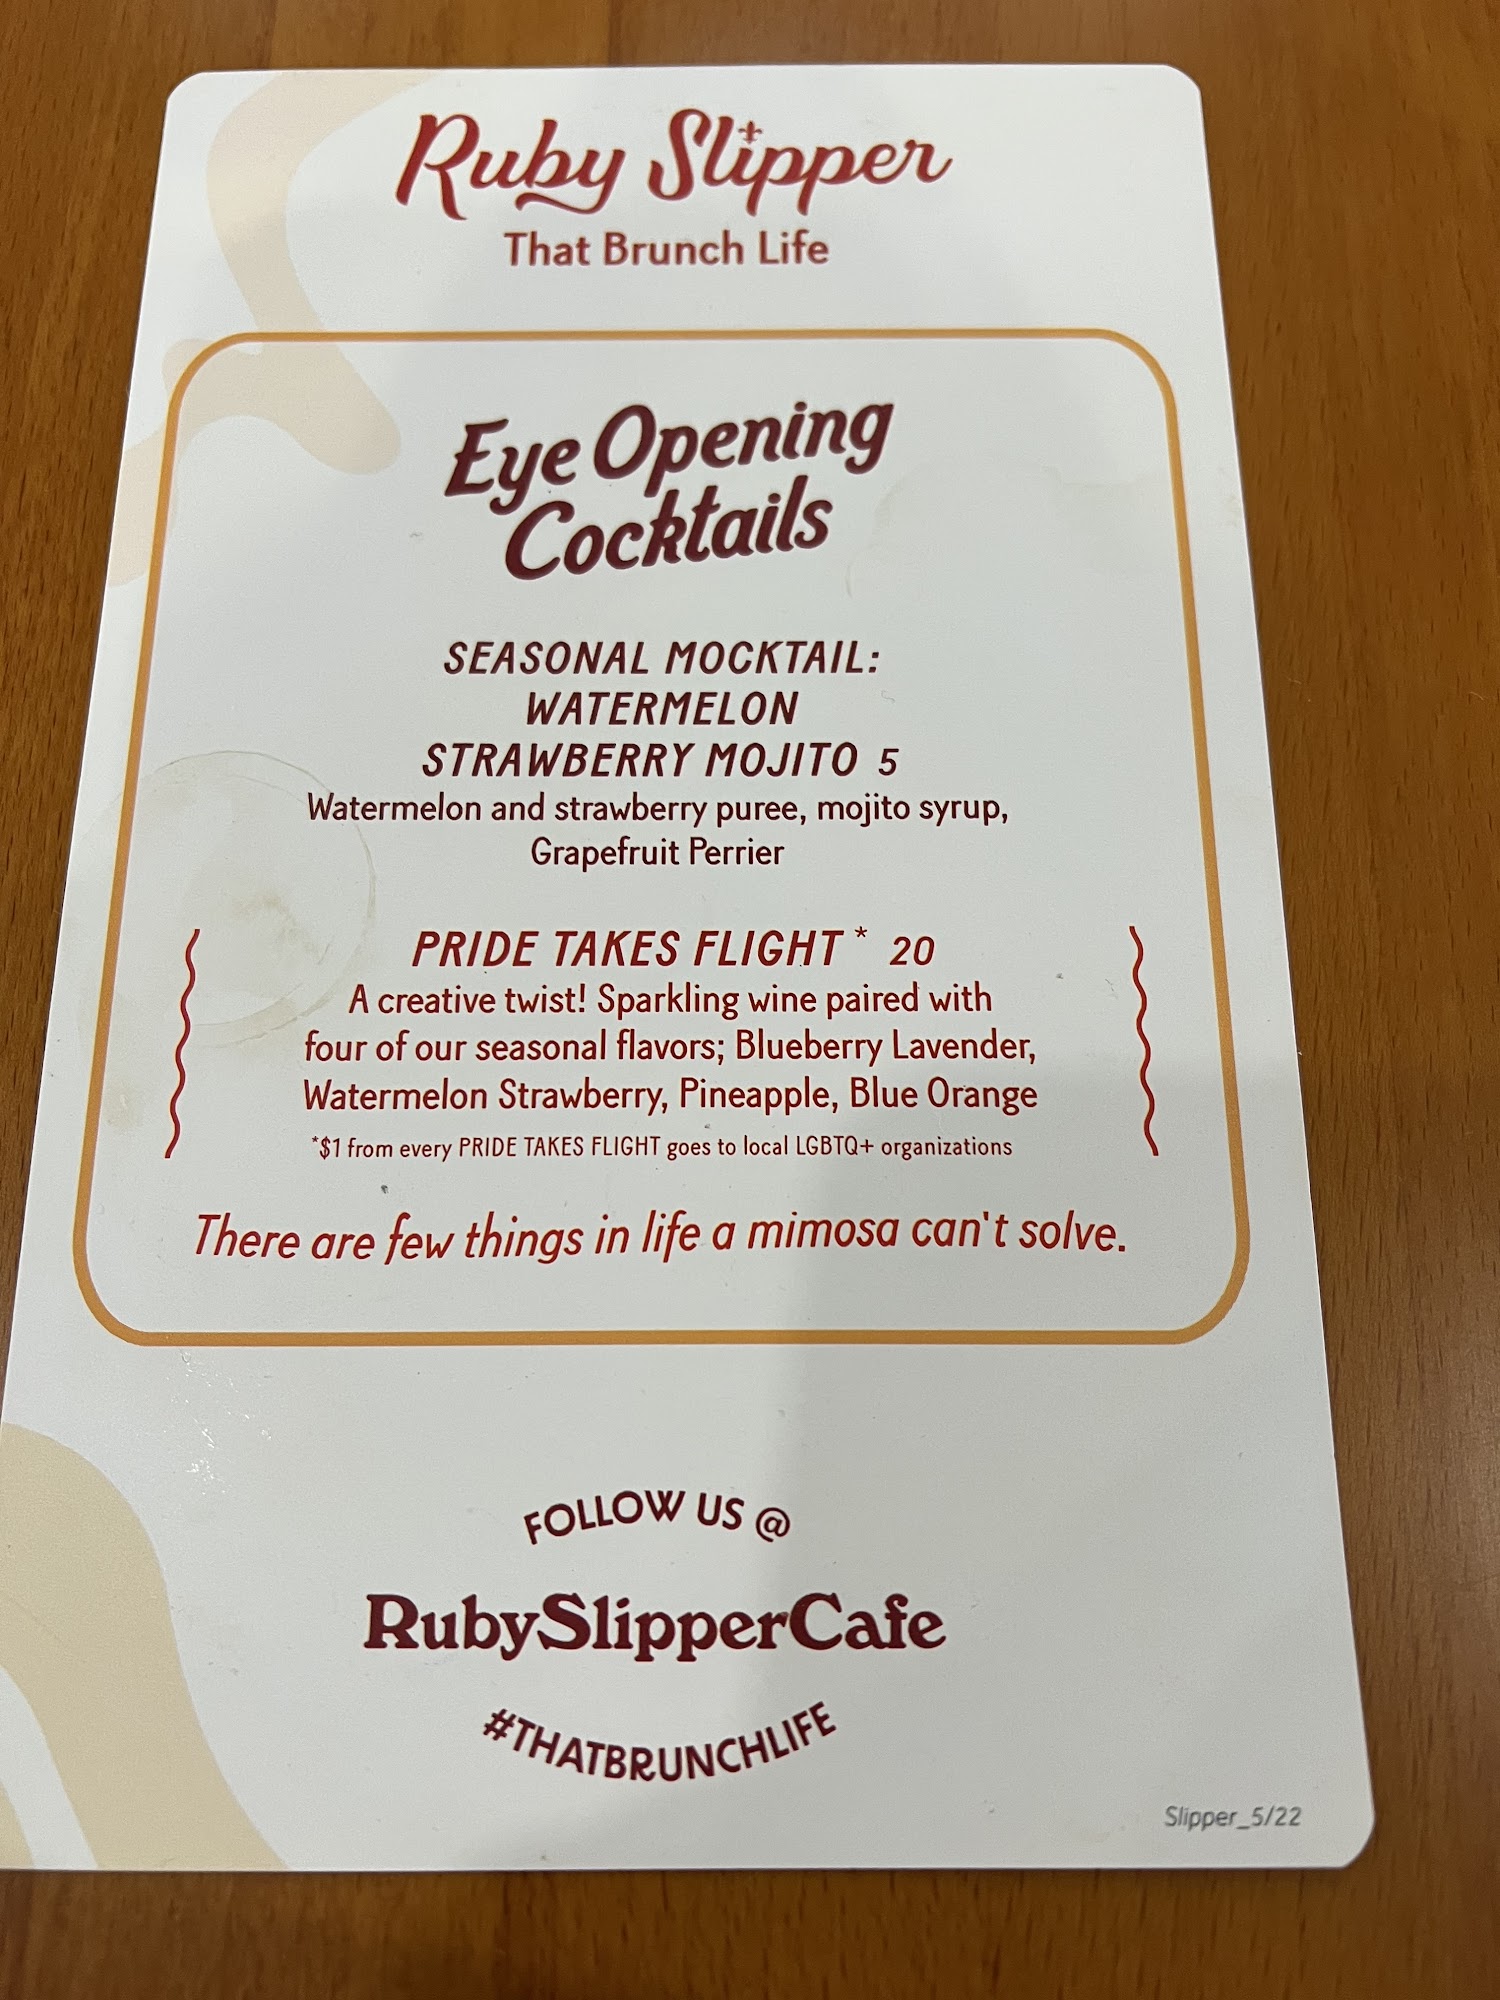 Ruby Slipper
That Brunch Life
Eye Opening
Cocktails
SEASONAL MOCKTAIL:
WATERMELON
STRAWBERRY MOJITO 5
Watermelon and strawberry puree, mojito syrup,
Grapefruit Perrier
PRIDE TAKES FLIGHT* 20
A creative twist! Sparkling wine paired with
four of our seasonal flavors; Blueberry Lavender,
Watermelon Strawberry, Pineapple, Blue Orange
*$1 from every PRIDE TAKES FLIGHT goes to local LGBTQ+ organizations
There are few things in life a mimosa can't solve.
FOLLOW US @
RubySlipperCafe
#THATBRUNCHLIFE
Slipper_5/22